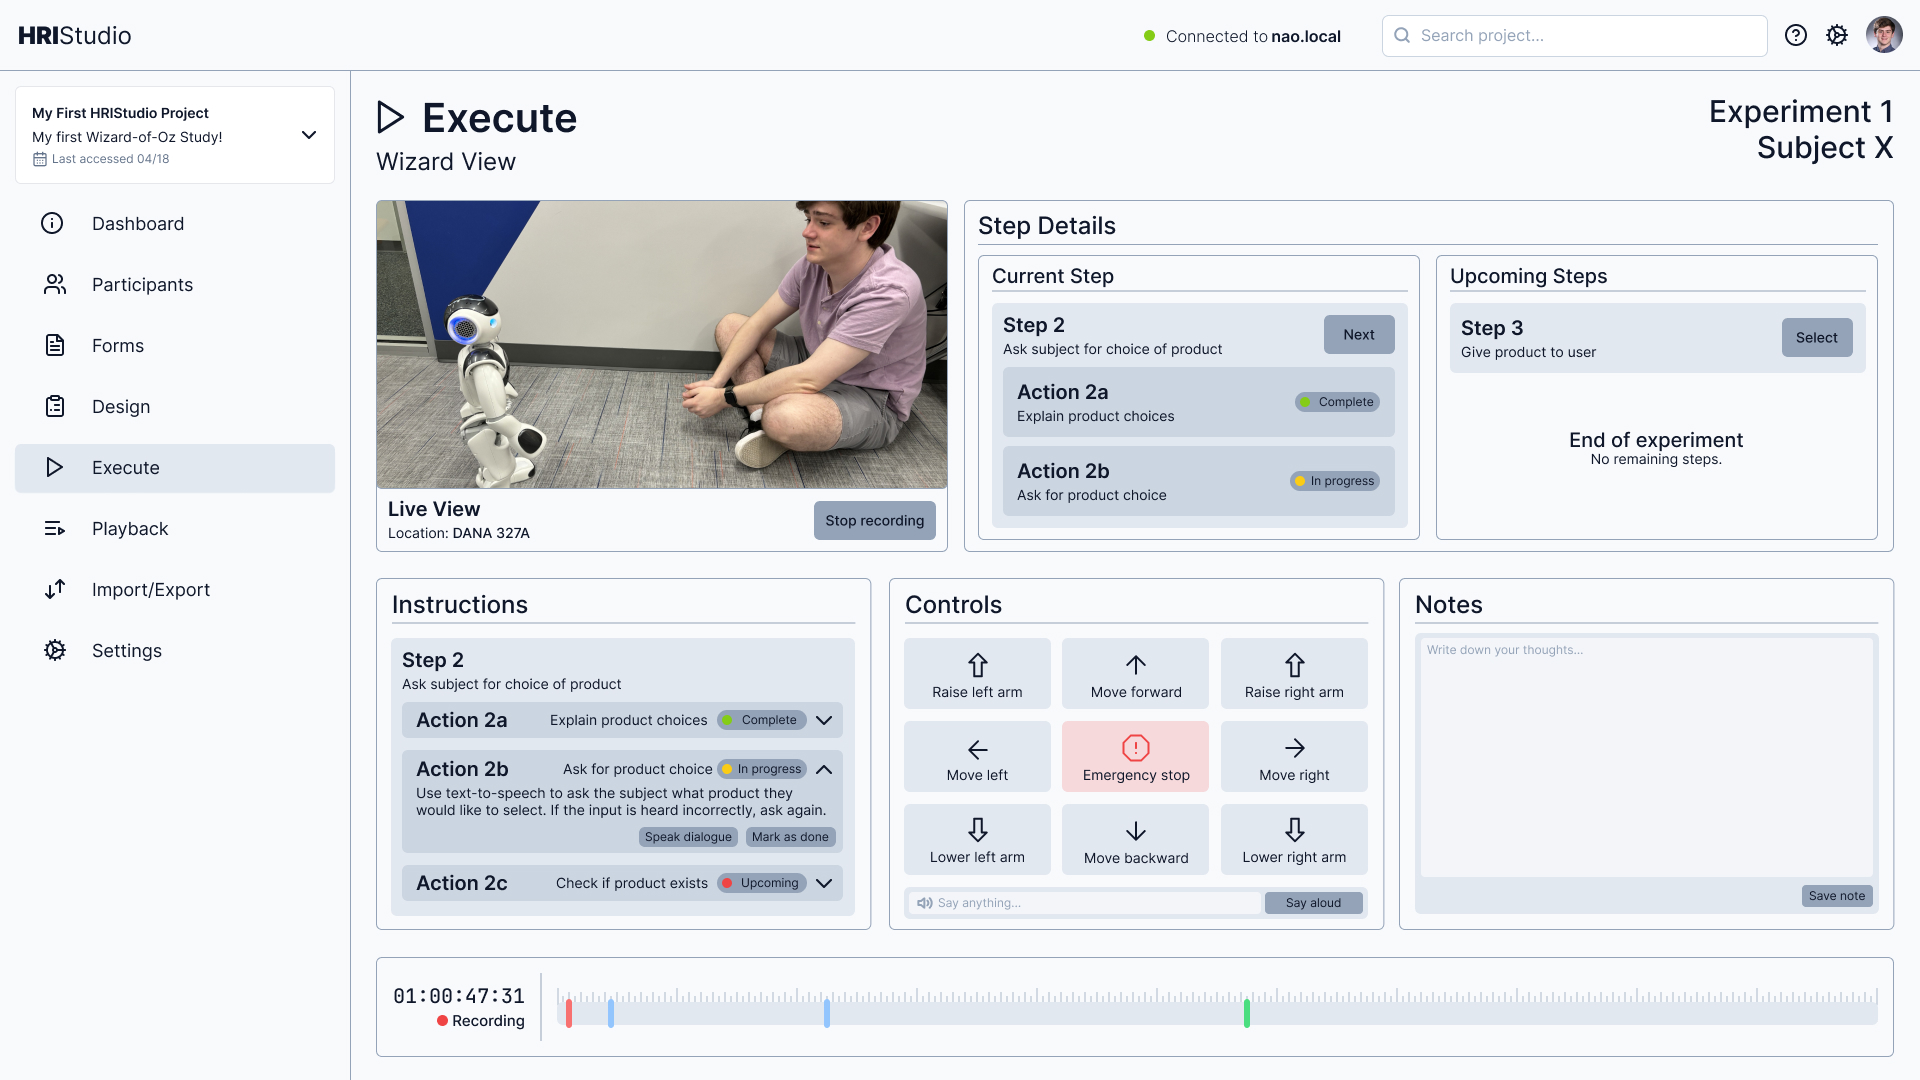 HRIStudio
Connected to nao.local
Search project...
My First HRIStudio Project
My first Wizard-of-Oz Study!
Last accessed 04/18
Dashboard
Participants
Forms
Design
Execute
Playback
Import/Export
Settings
Execute
Wizard View
Experiment 1
Subject X
Live View
Location: DANA 327A
Stop recording
Step Details
Current Step
Step 2
Ask subject for choice of product
Next
Action 2a
Explain product choices
Complete
Action 2b
Ask for product choice
In progress
Upcoming Steps
Step 3
Give product to user
Select
End of experiment
No remaining steps.
Instructions
Step 2
Ask subject for choice of product
Action 2a Explain product choices Complete
Action 2b Ask for product choice In progress
Use text-to-speech to ask the subject what product they
would like to select. If the input is heard incorrectly, ask again.
Speak dialogue Mark as done
Action 2c Check if product exists Upcoming
Controls
Raise left arm Move forward Raise right arm
Move left Emergency stop Move right
Lower left arm Move backward Lower right arm
Say anything... Say aloud
Notes
Write down your thoughts...
Save note
01:00:47:31
Recording